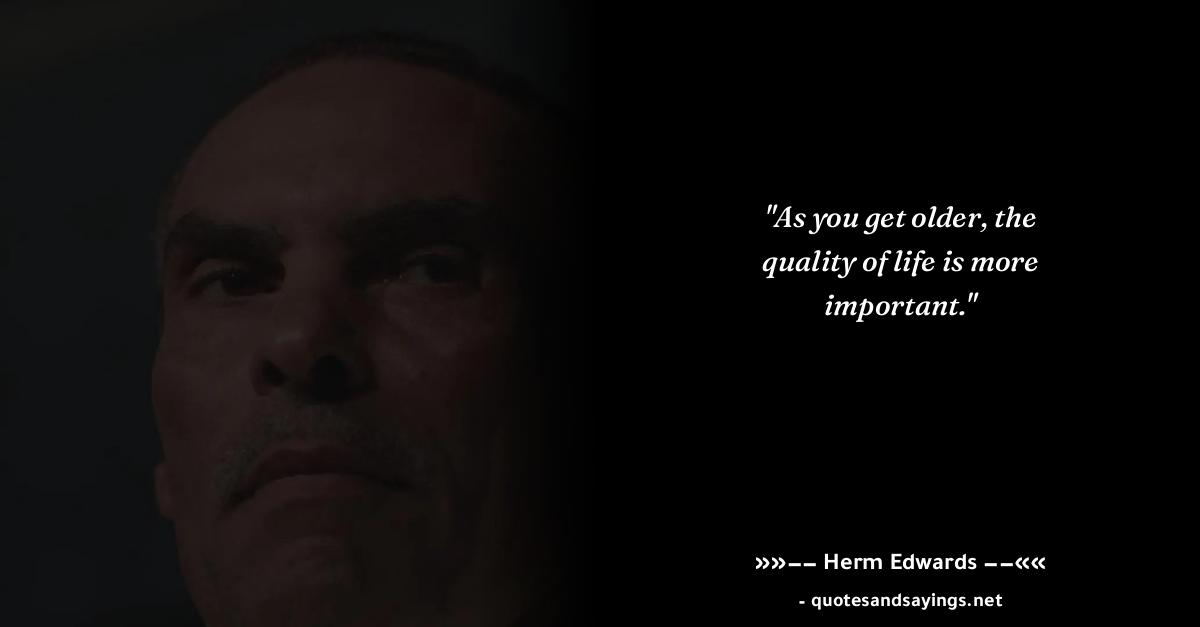 "As you get older, the
quality of life is more
important."
»»-- Herm Edwards --««
- quotesandsayings.net